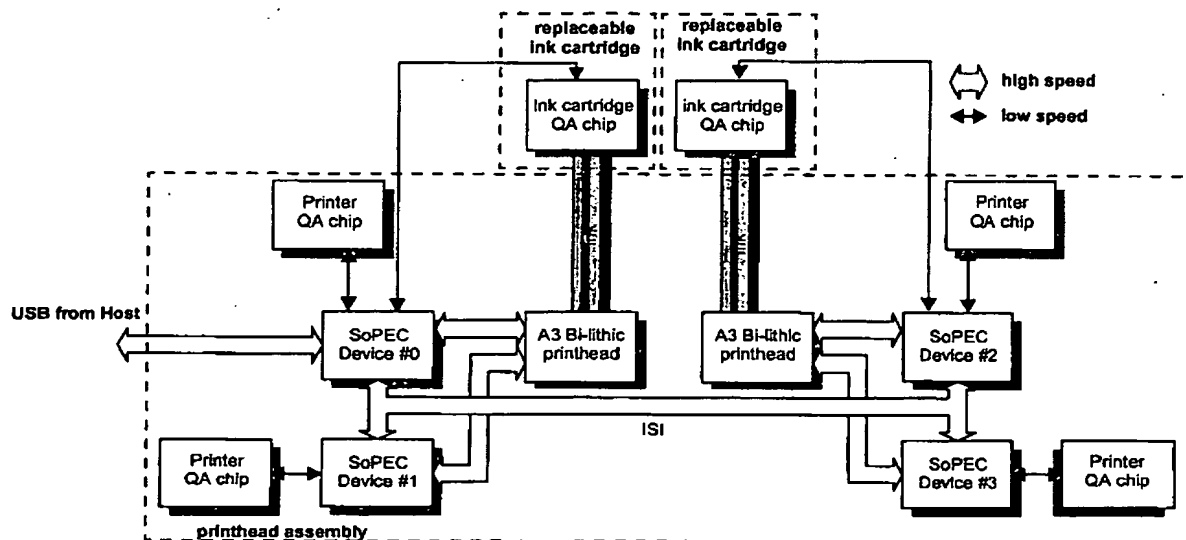 replaceable
ink cartridge
replaceable
ink cartridge
Ink cartridge
QA chip
ink cartridge
QA chip
high speed
low speed
Printer
QA chip
Printer
QA chip
USB from Host
SoPEC
Device #0
A3 Bi-lithic
printhead
A3 Bi-lithic
printhead
SoPEC
Device #2
ISI
Printer
QA chip
SoPEC
Device #1
SoPEC
Device #3
Printer
QA chip
printhead assembly